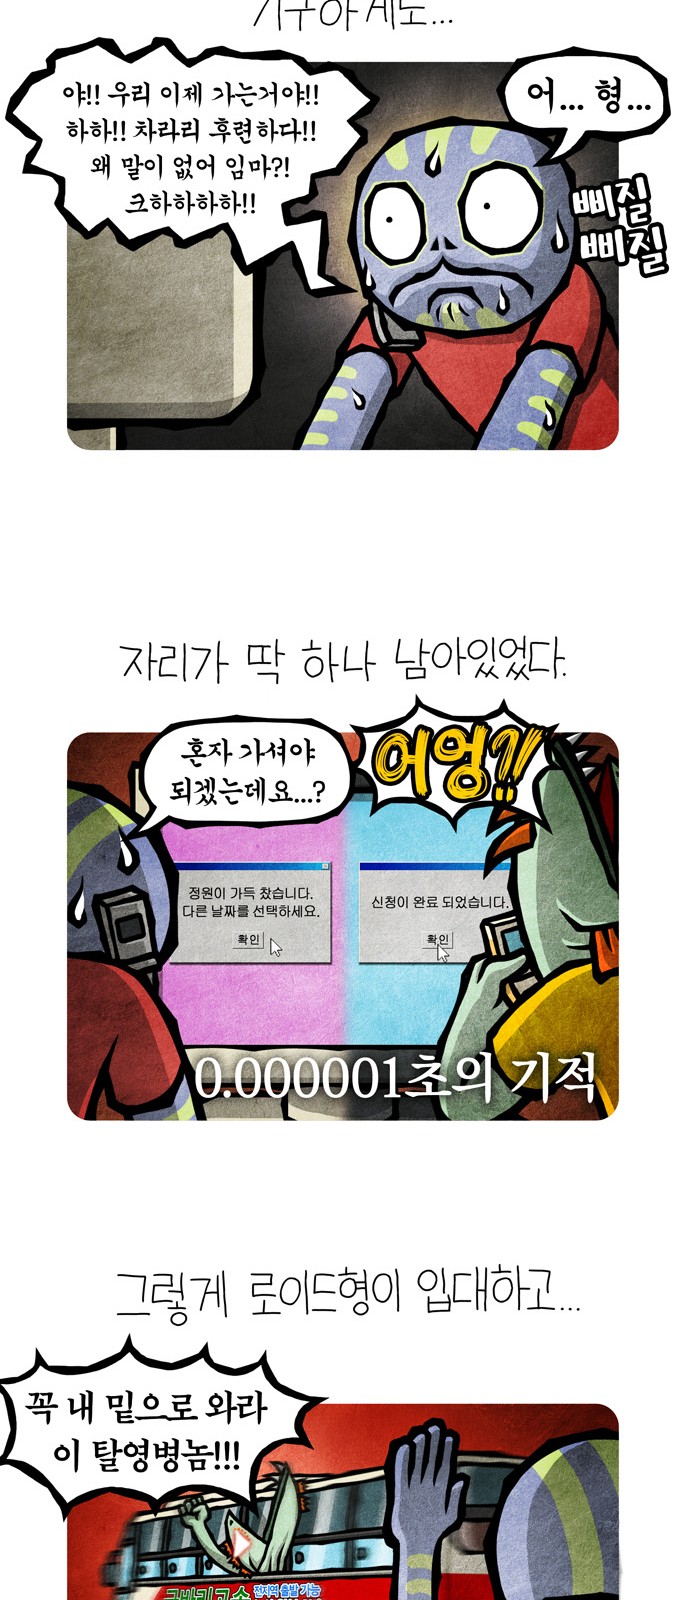 기구하게도...
야!! 우리 이제 가는거야!!
하하!! 차라리 후련하다!!
왜 말이 없어 임마?!
크하하하하!!
어... 형...
삐질
삐질
자리가 딱 하나 남아있었다.
혼자 가셔야
되겠는데요...?
어엉?!
정원이 가득 찼습니다.
다른 날짜를 선택하세요.
확인
신청이 완료 되었습니다.
확인
0.000001초의 기적
그렇게 로이드형이 입대하고...
꼭 내 밑으로 와라
이 탈영병놈!!!
전지역 출발 가능